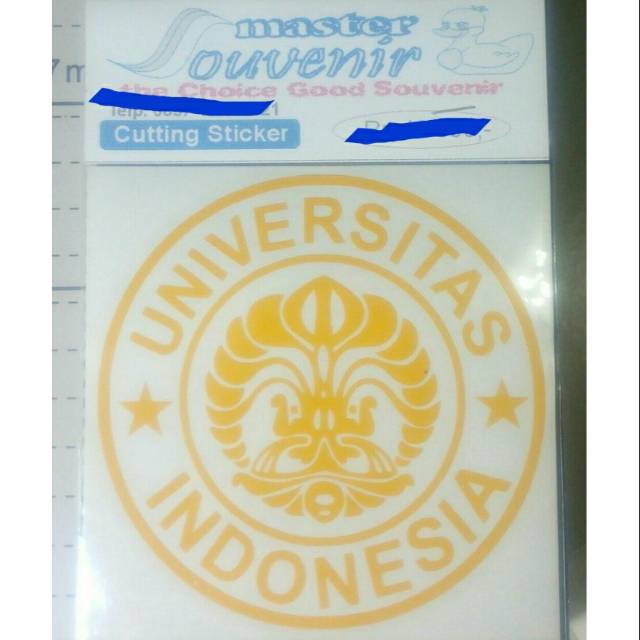 master
Souvenir
the Choice Good Souvenir
Cutting Sticker
UNIVERSITAS
INDONESIA